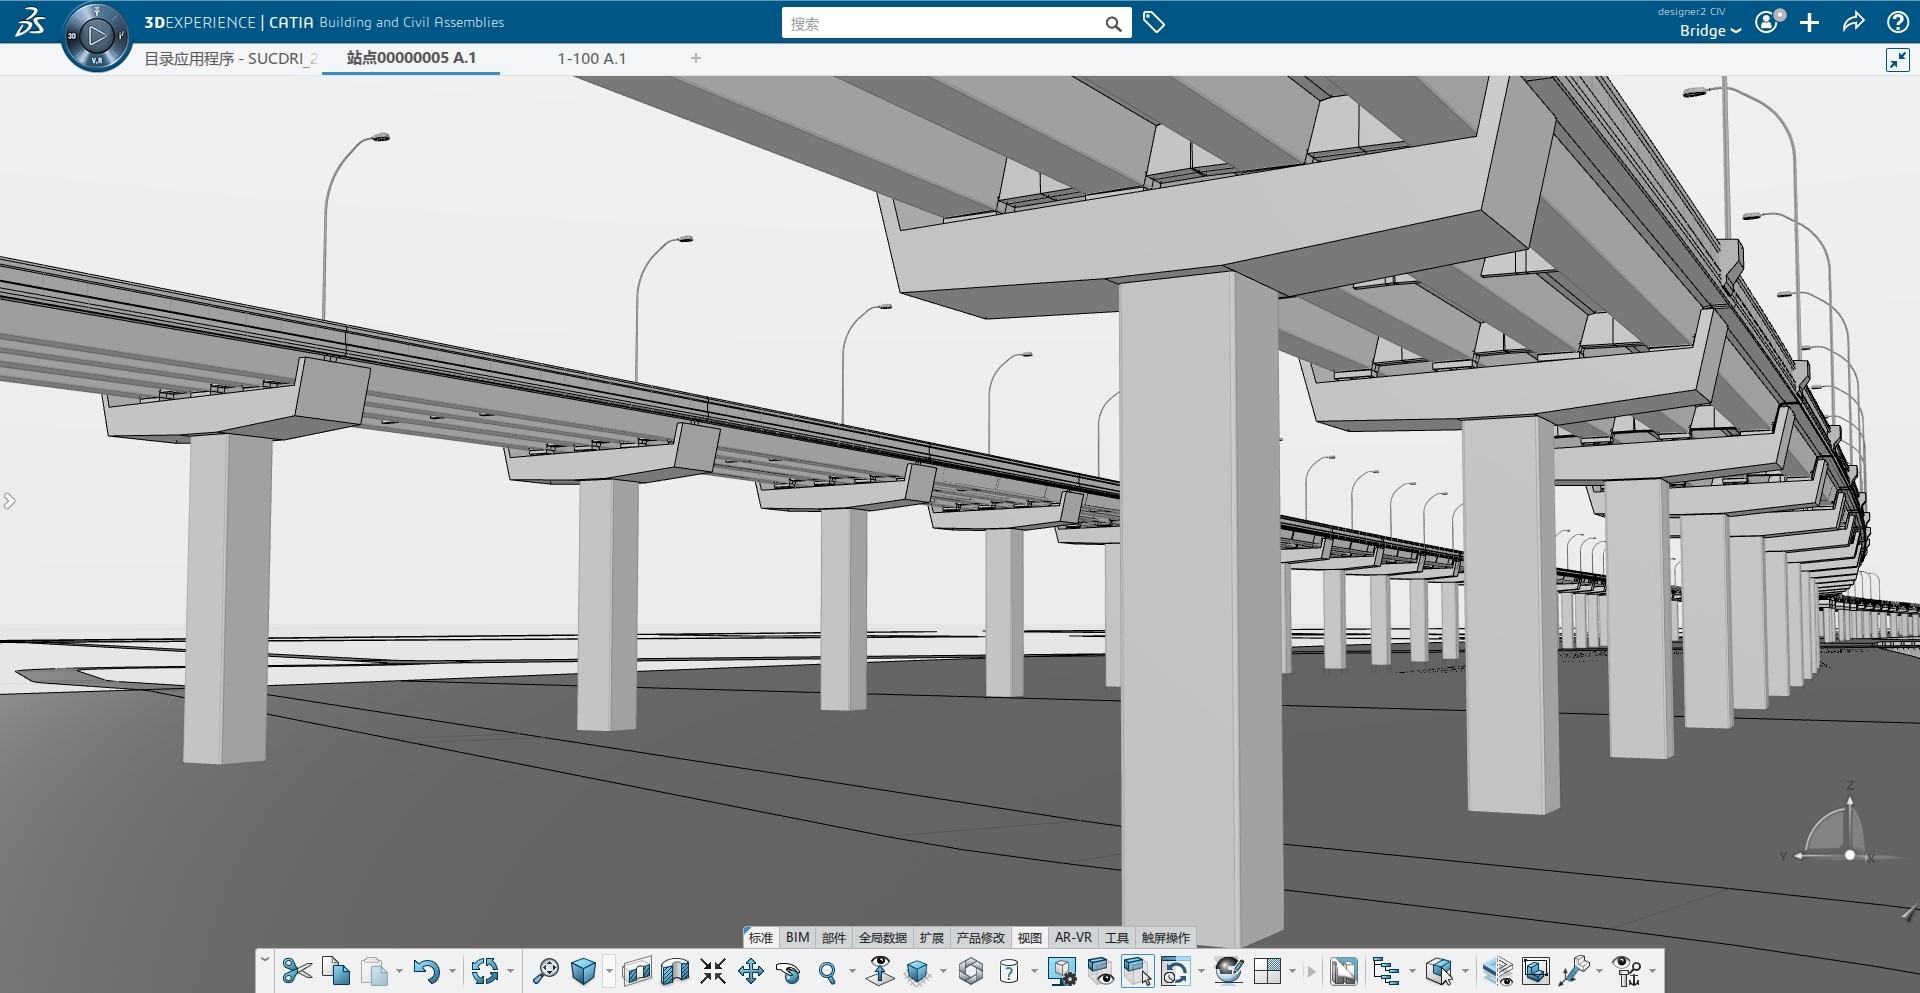 3DEXPERIENCE | CATIA Building and Civil Assemblies
搜索
designer2 CIV
Bridge
3D
V.R
目录应用程序 - SUCDRI_2
站点00000005 A.1
1-100 A.1
+
Z
Y
X
标准 BIM 部件 全局数据 扩展 产品修改 视图 AR-VR 工具 触屏操作